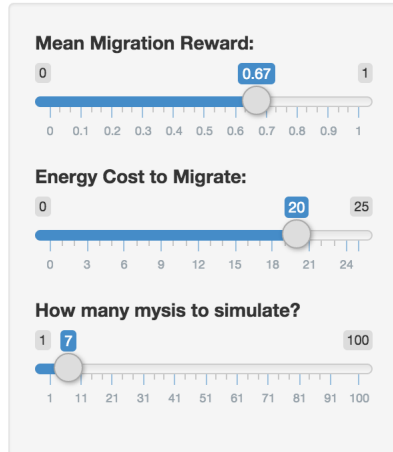 Mean Migration Reward:
0 0.67 1
0 0.1 0.2 0.3 0.4 0.5 0.6 0.7 0.8 0.9 1
Energy Cost to Migrate:
0 20 25
0 3 6 9 12 15 18 21 24
How many mysis to simulate?
1 7 100
1 11 21 31 41 51 61 71 81 91 100